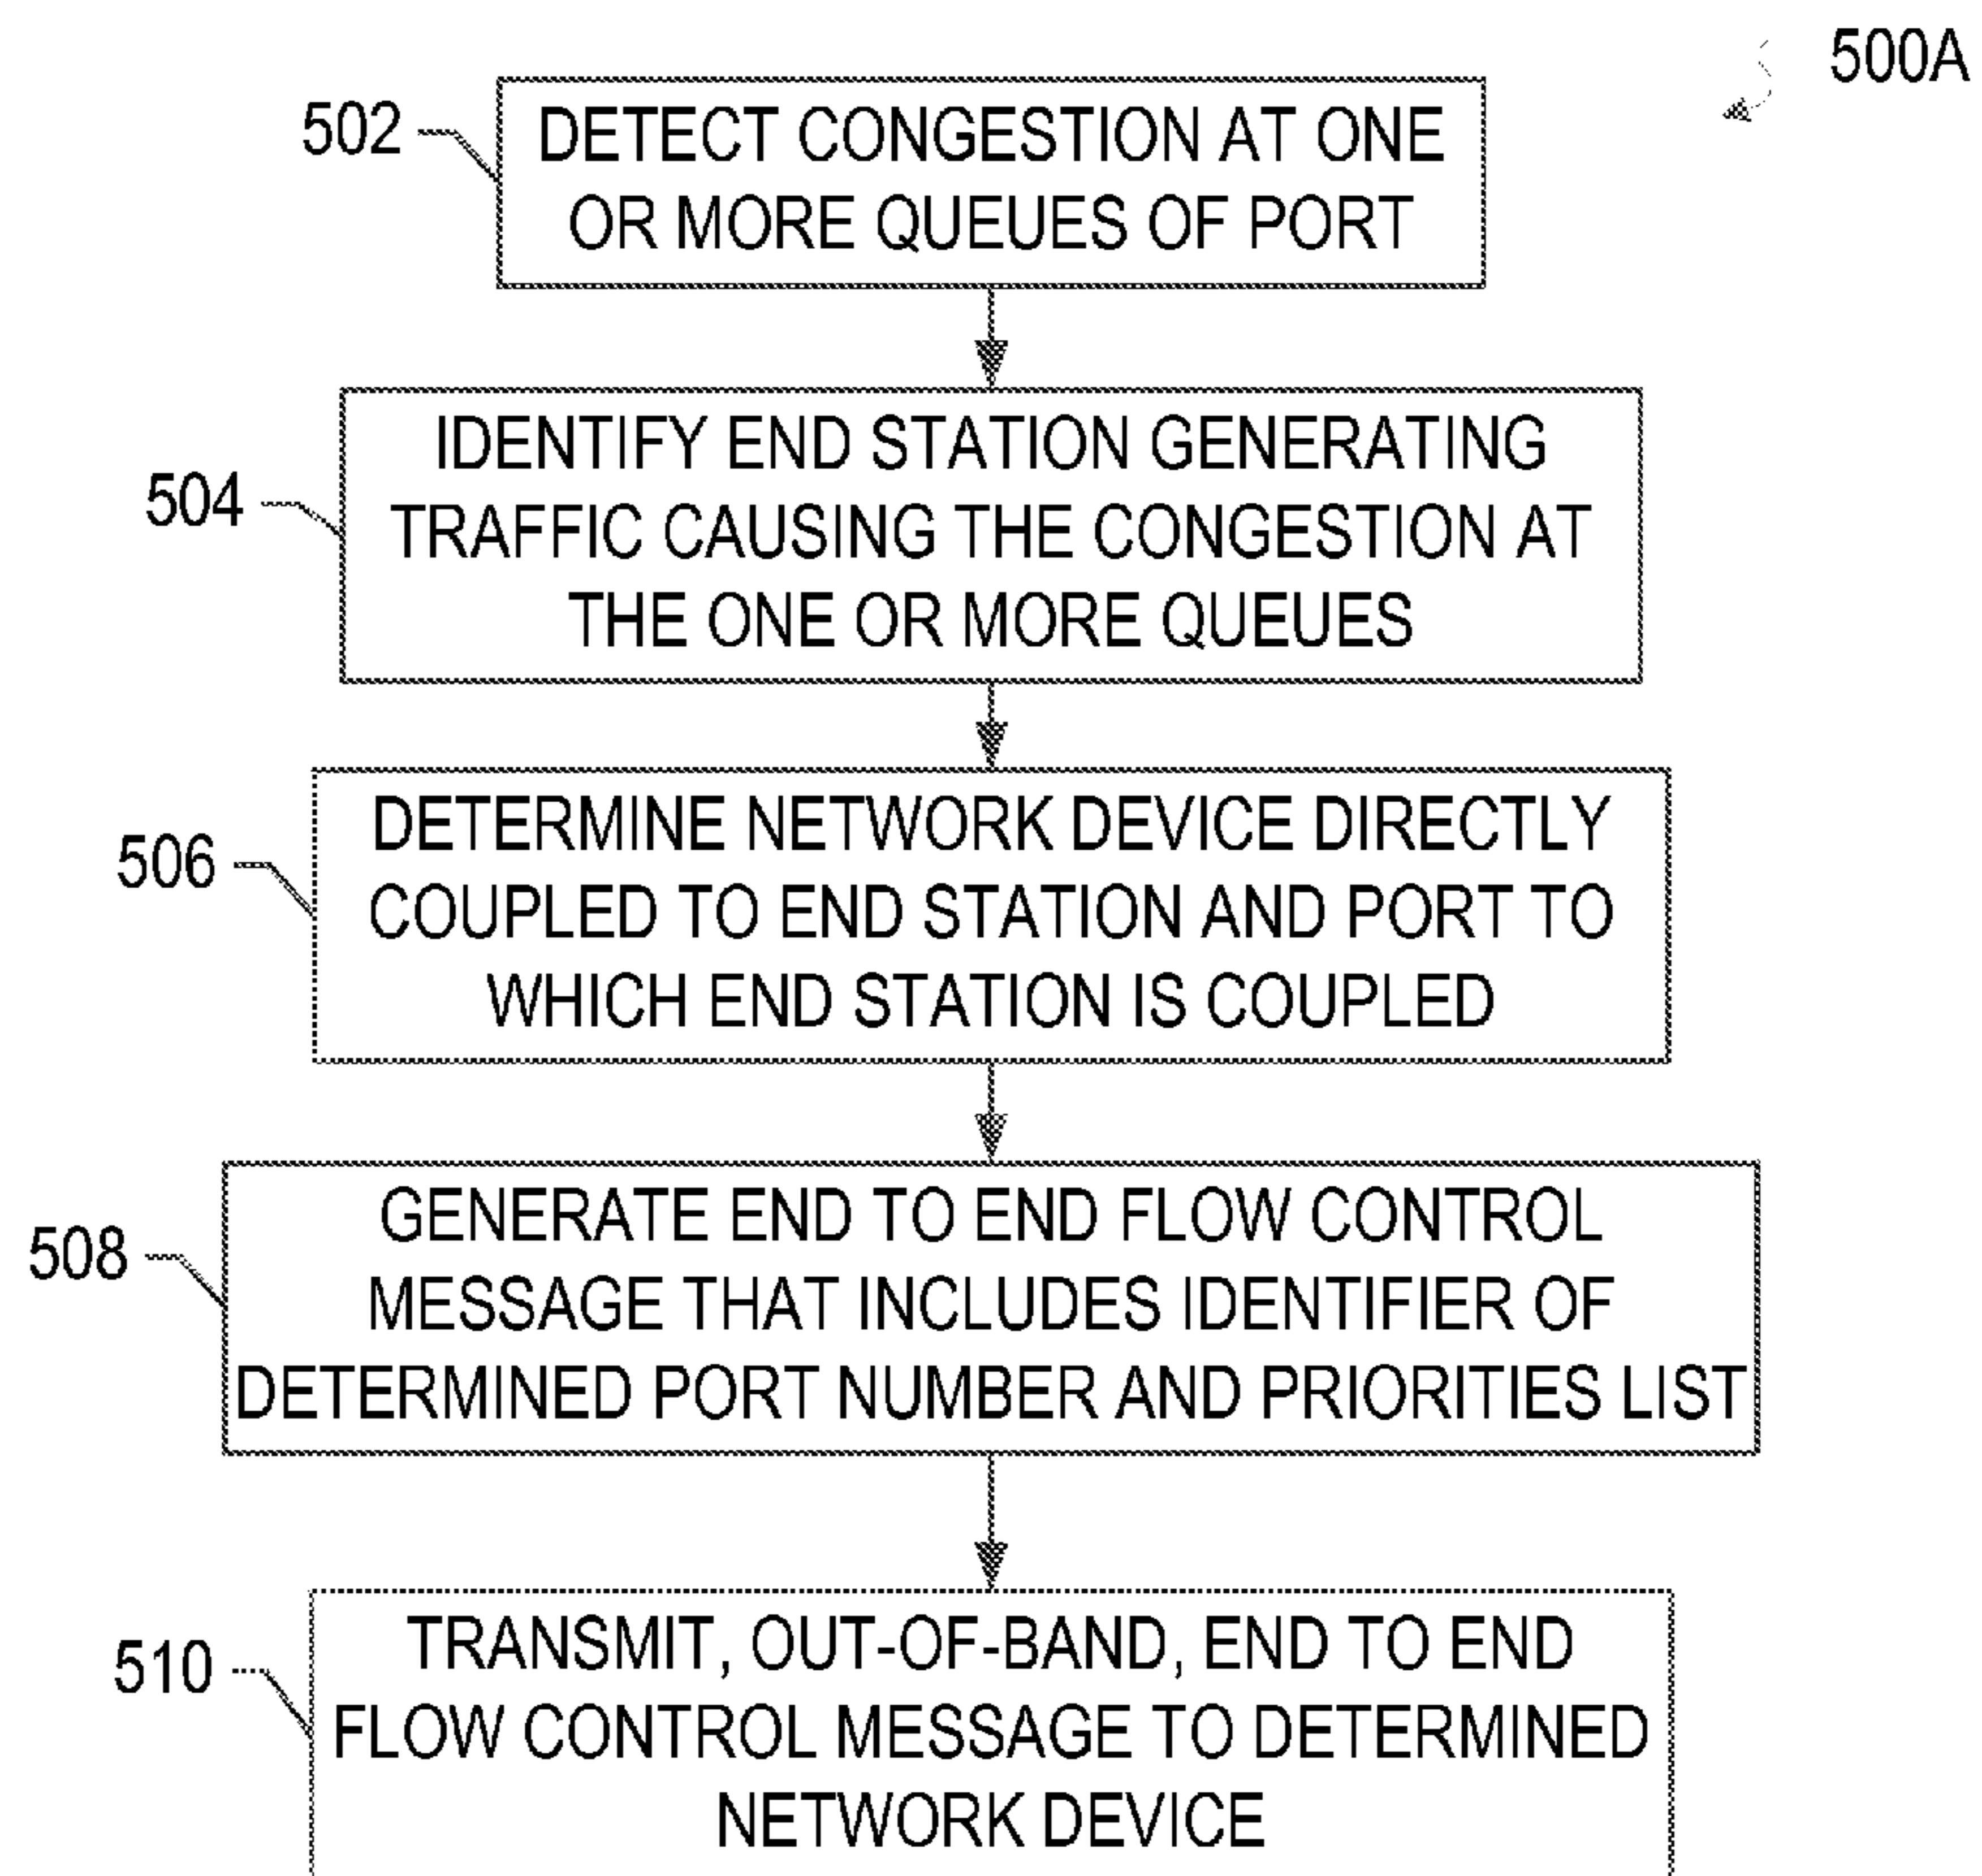 500A
502
DETECT CONGESTION AT ONE
OR MORE QUEUES OF PORT
504
IDENTIFY END STATION GENERATING
TRAFFIC CAUSING THE CONGESTION AT
THE ONE OR MORE QUEUES
506
DETERMINE NETWORK DEVICE DIRECTLY
COUPLED TO END STATION AND PORT TO
WHICH END STATION IS COUPLED
508
GENERATE END TO END FLOW CONTROL
MESSAGE THAT INCLUDES IDENTIFIER OF
DETERMINED PORT NUMBER AND PRIORITIES LIST
510
TRANSMIT, OUT-OF-BAND, END TO END
FLOW CONTROL MESSAGE TO DETERMINED
NETWORK DEVICE